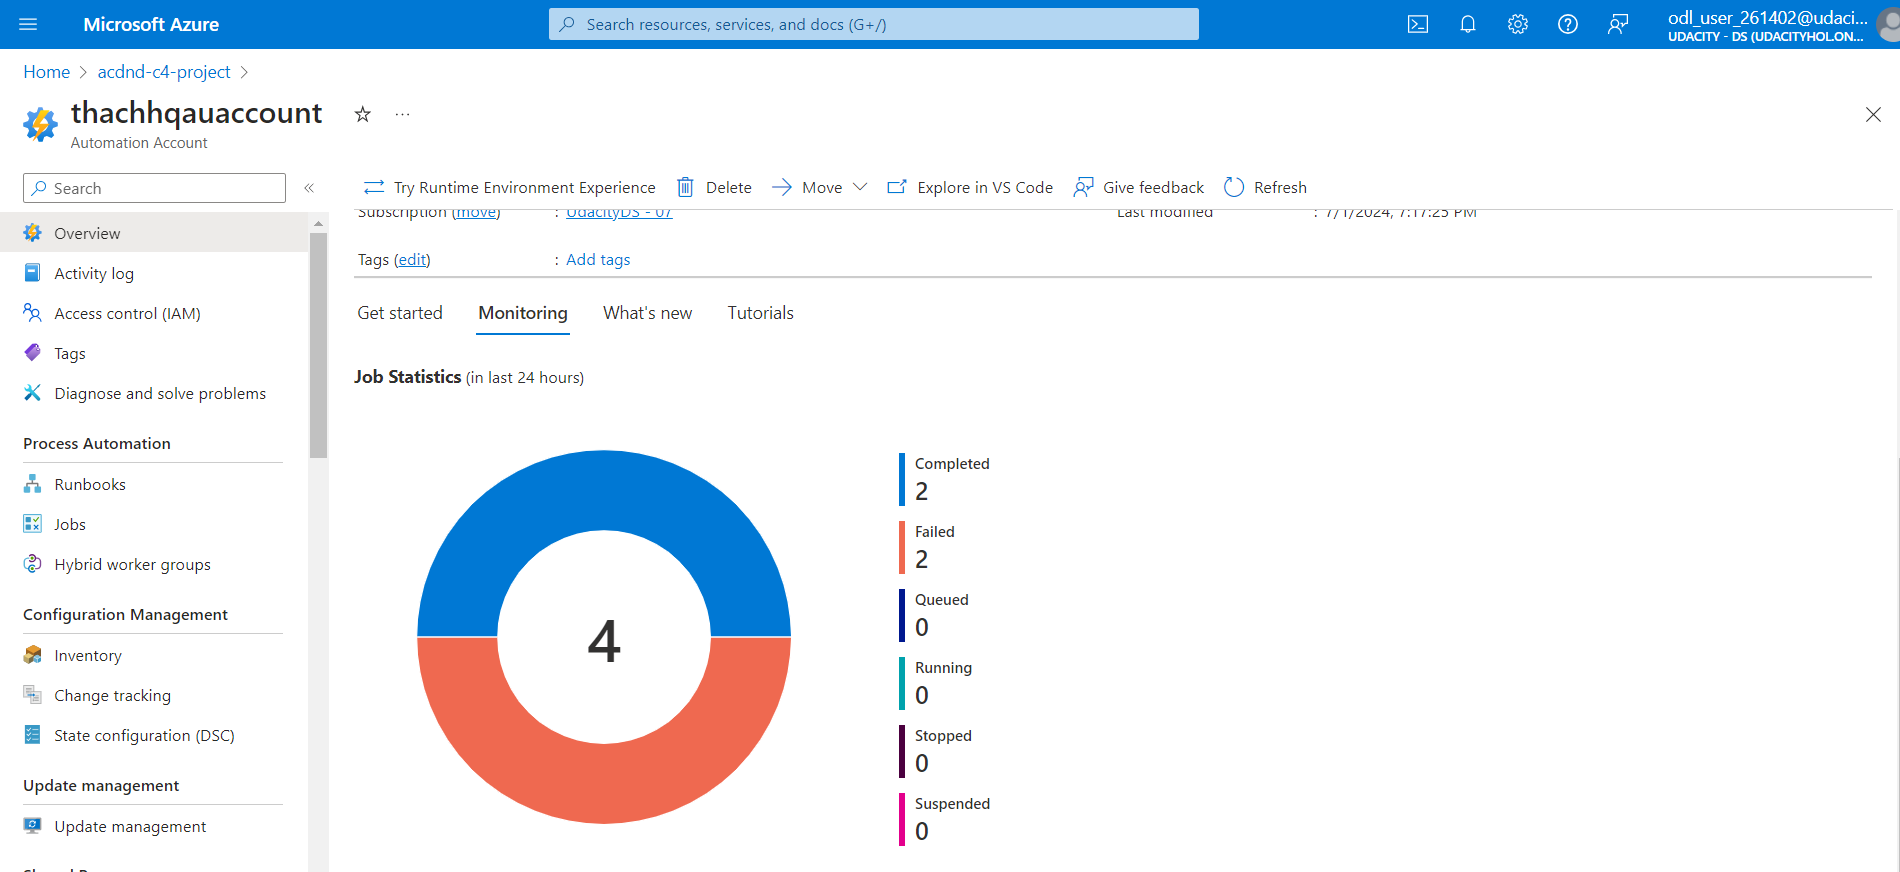 Microsoft Azure
Search resources, services, and docs (G+/)
odl_user_261402@udaci...
UDACITY - DS (UDACITYHOL.ON...
Home > acdnd-c4-project >
thachhqauaccount
Automation Account
Search
Try Runtime Environment Experience Delete Move Explore in VS Code Give feedback Refresh
Overview
Activity log
Access control (IAM)
Tags
Diagnose and solve problems
Process Automation
Runbooks
Jobs
Hybrid worker groups
Configuration Management
Inventory
Change tracking
State configuration (DSC)
Update management
Update management
Subscription (move) : UdacityDS - 07
Last modified : 7/1/2024, 7:17:25 PM
Tags (edit) : Add tags
Get started Monitoring What's new Tutorials
Job Statistics (in last 24 hours)
4
Completed
2
Failed
2
Queued
0
Running
0
Stopped
0
Suspended
0